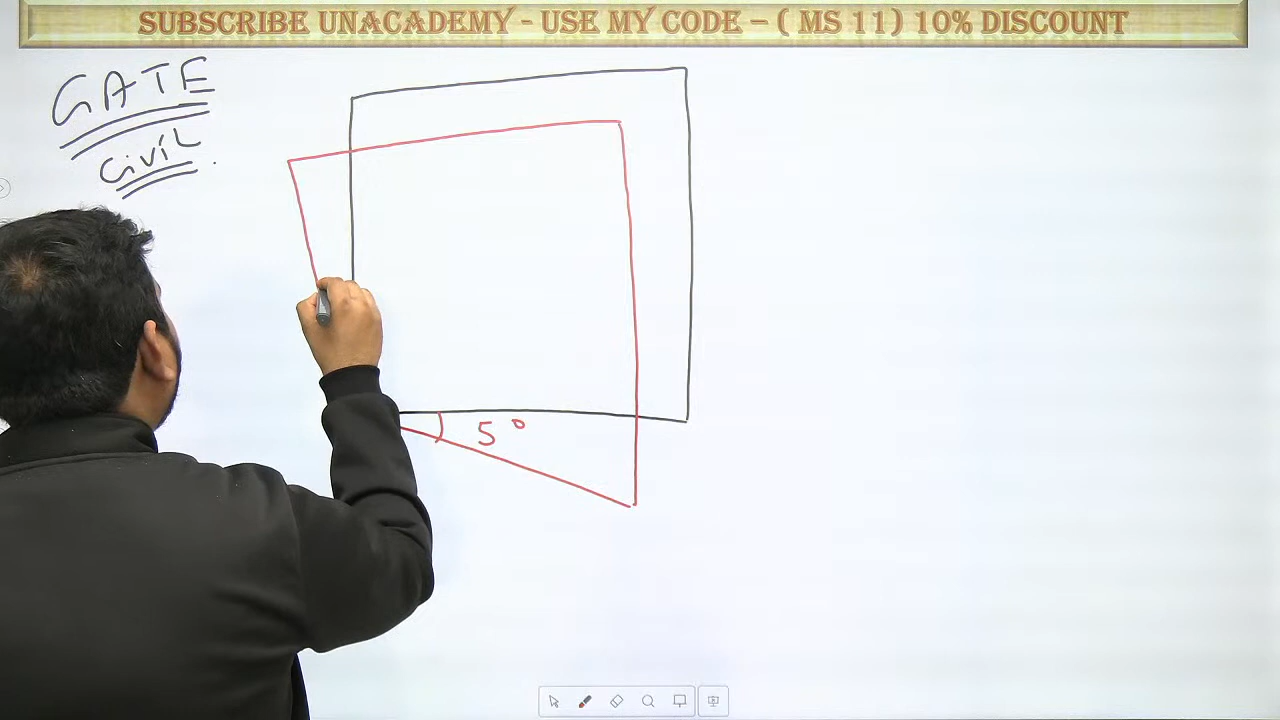 SUBSCRIBE UNACADEMY - USE MY CODE – ( MS 11) 10% DISCOUNT
GATE
Civil
5°